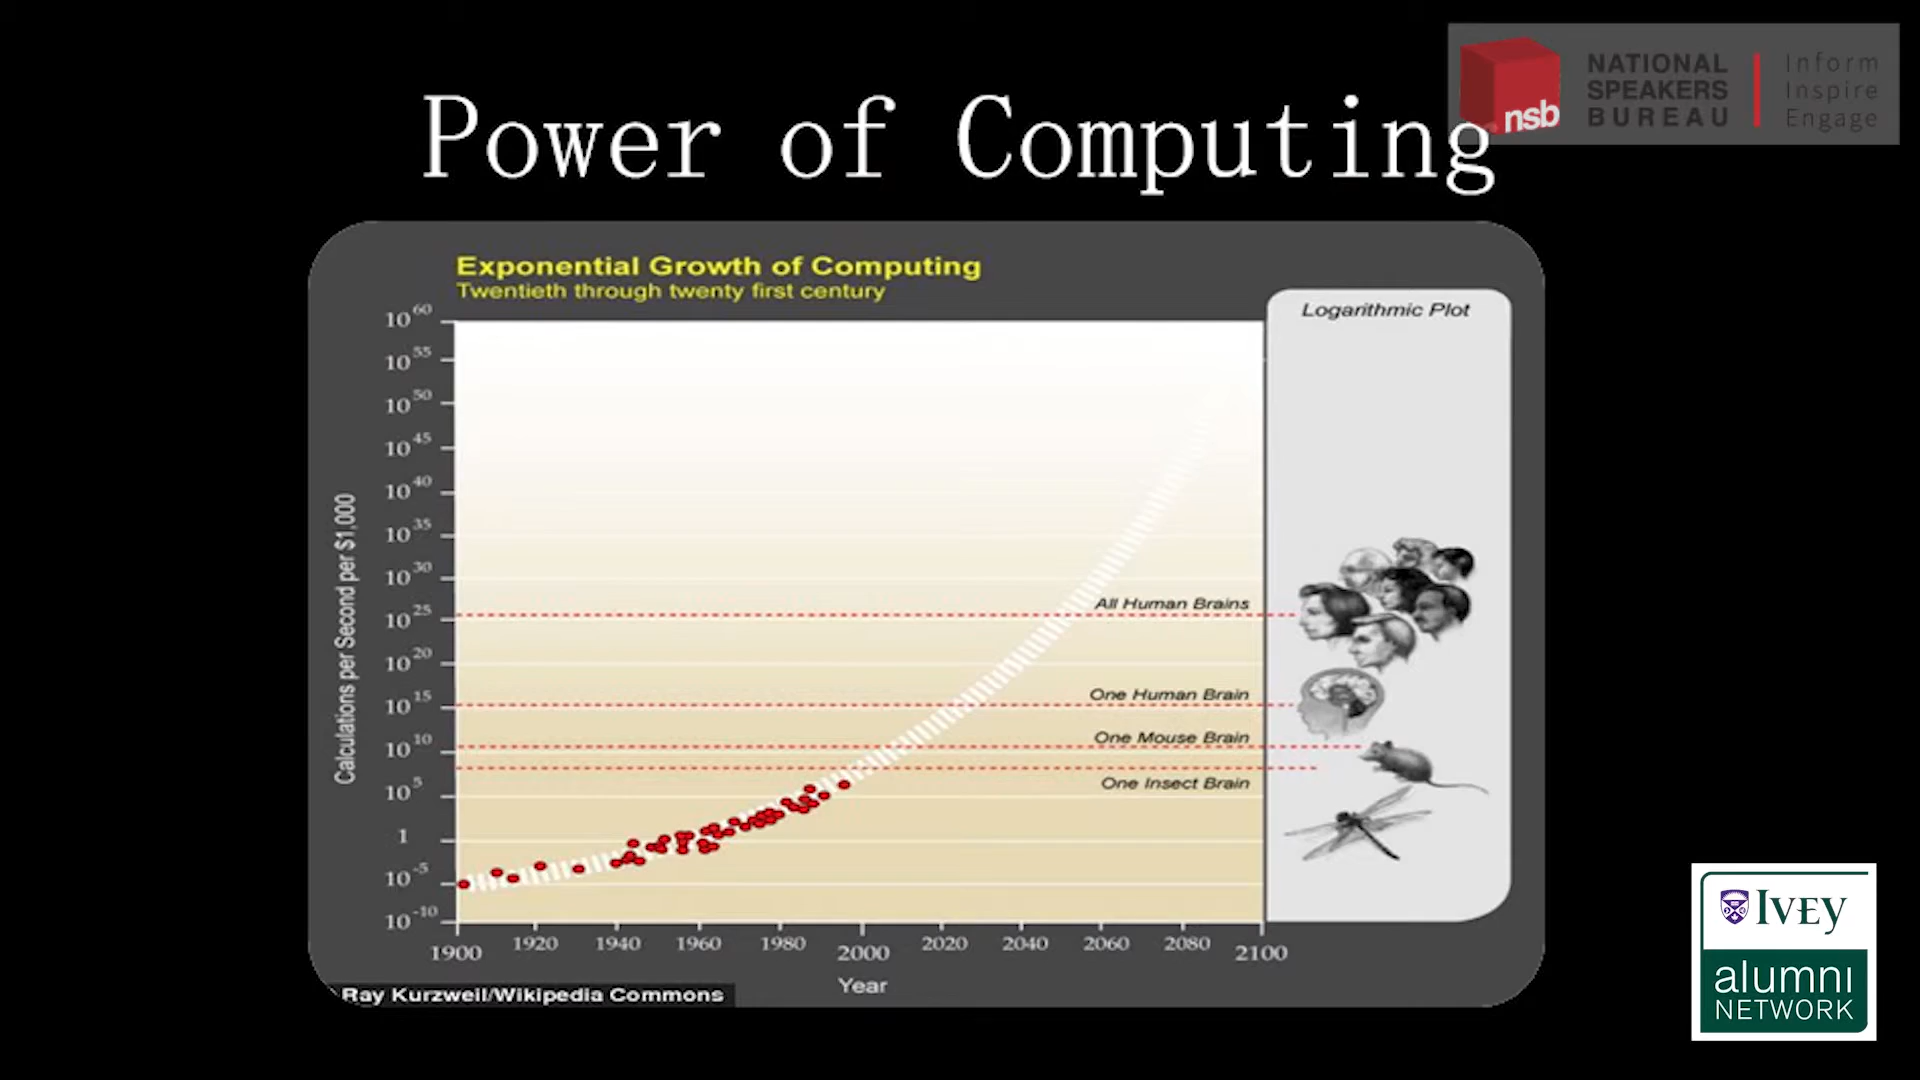 Power of Computing
nsb
NATIONAL
SPEAKERS
BUREAU
Inform
Inspire
Engage
Exponential Growth of Computing
Twentieth through twenty first century
Logarithmic Plot
Calculations per Second per $1,000
10^60
10^55
10^50
10^45
10^40
10^35
10^30
10^25
10^20
10^15
10^10
10^5
1
10^-5
10^-10
All Human Brains
One Human Brain
One Mouse Brain
One Insect Brain
1900 1920 1940 1960 1980 2000 2020 2040 2060 2080 2100
Year
Ray Kurzweil/Wikipedia Commons
IVEY
alumni
NETWORK